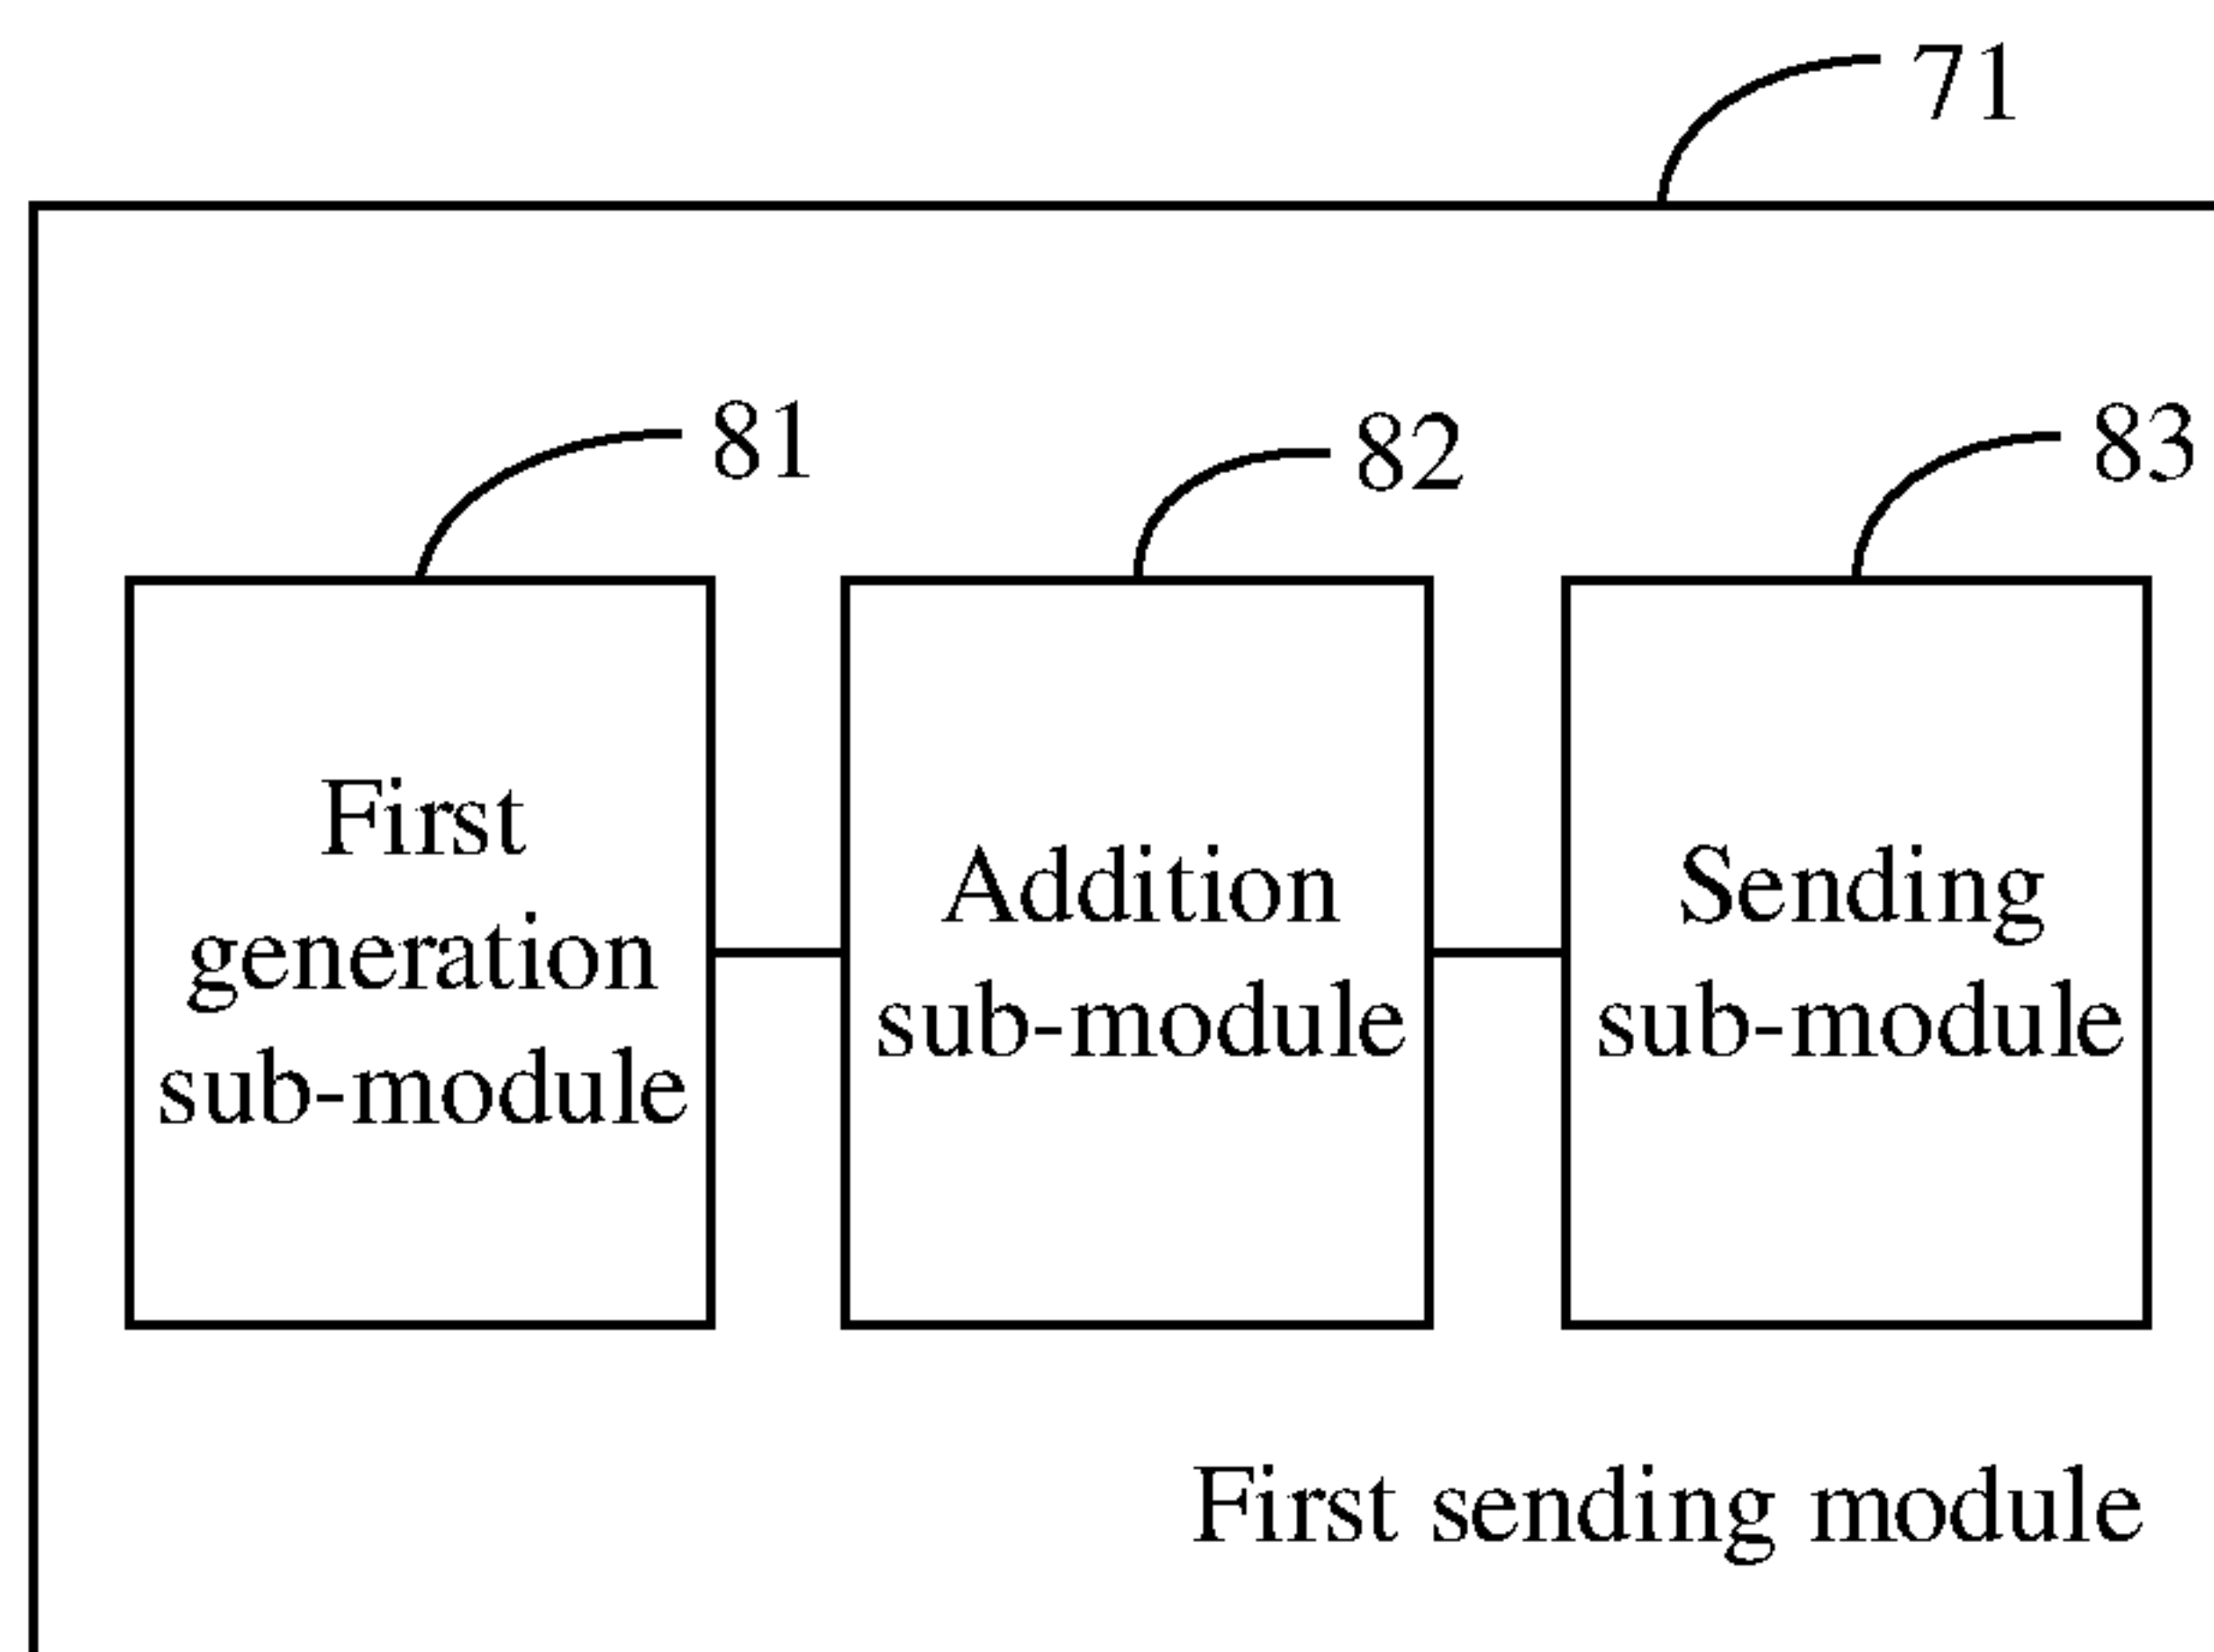 71
81
82
83
First
generation
sub-module
Addition
sub-module
Sending
sub-module
First sending module